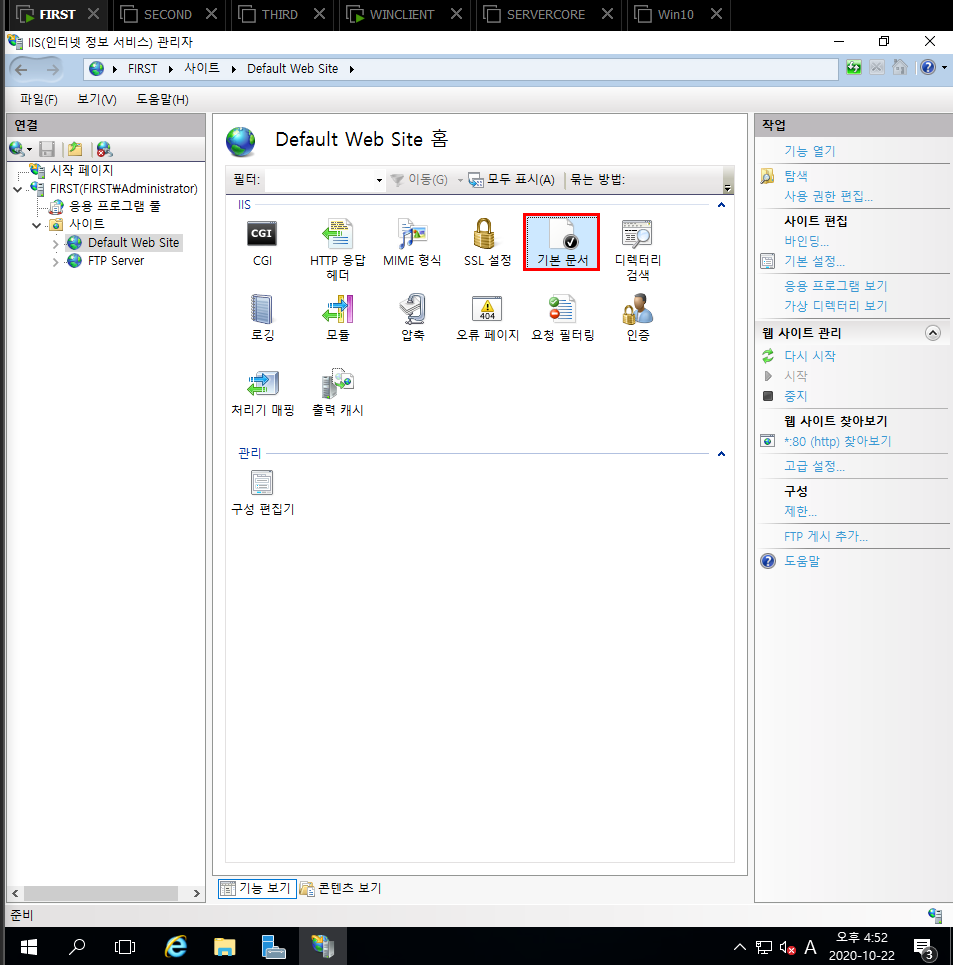 FIRST
SECOND
THIRD
WINCLIENT
SERVERCORE
Win10
IIS(인터넷 정보 서비스) 관리자
FIRST
사이트
Default Web Site
파일(F)
보기(V)
도움말(H)
연결
시작 페이지
FIRST(FIRST₩Administrator)
응용 프로그램 풀
사이트
Default Web Site
FTP Server
Default Web Site 홈
필터:
이동(G)
모두 표시(A)
묶는 방법:
IIS
CGI
CGI
HTTP 응답
헤더
MIME 형식
SSL 설정
기본 문서
디렉터리
검색
로깅
모듈
압축
404
오류 페이지
요청 필터링
인증
처리기 매핑
출력 캐시
관리
구성 편집기
기능 보기
콘텐츠 보기
작업
기능 열기
탐색
사용 권한 편집...
사이트 편집
바인딩...
기본 설정...
응용 프로그램 보기
가상 디렉터리 보기
웹 사이트 관리
다시 시작
시작
중지
웹 사이트 찾아보기
*:80 (http) 찾아보기
고급 설정...
구성
제한...
FTP 게시 추가...
도움말
준비
A
오후 4:52
2020-10-22
3